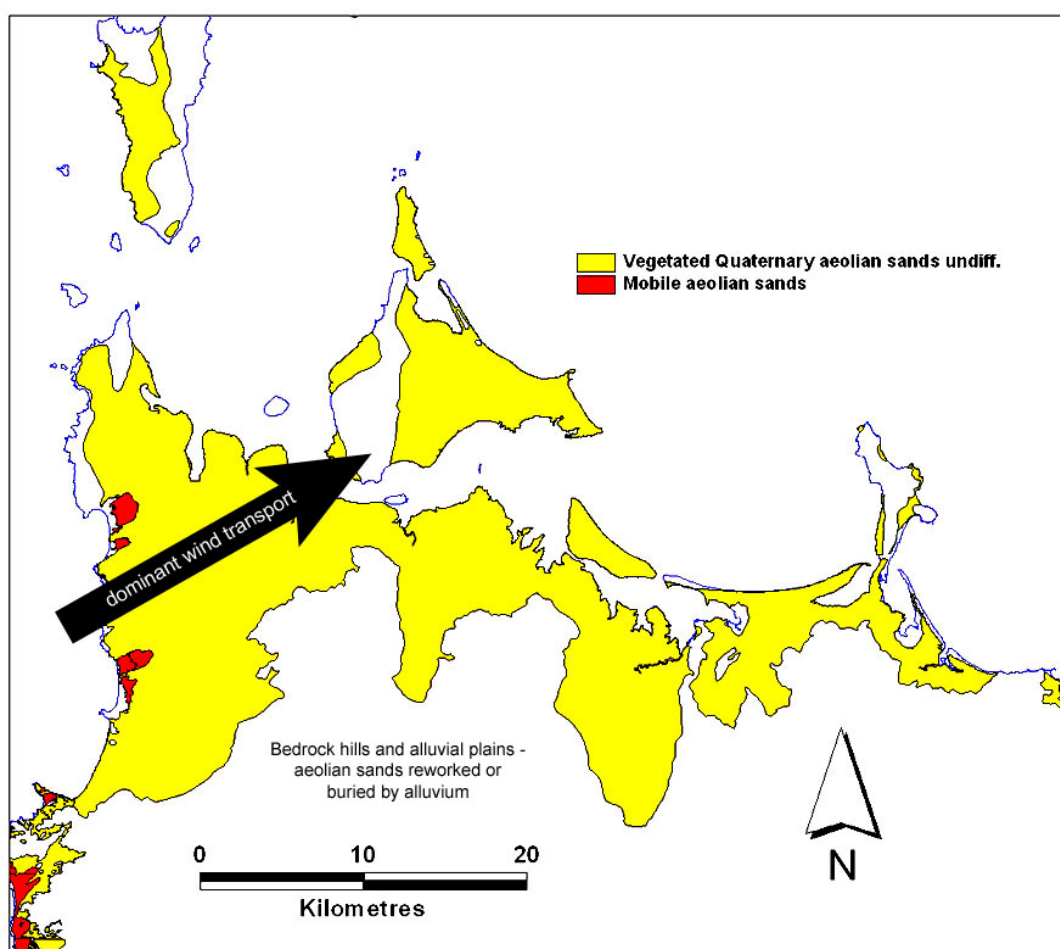 Vegetated Quaternary aeolian sands undiff.
Mobile aeolian sands
dominant wind transport
Bedrock hills and alluvial plains -
aeolian sands reworked or
buried by alluvium
0 10 20
Kilometres
N